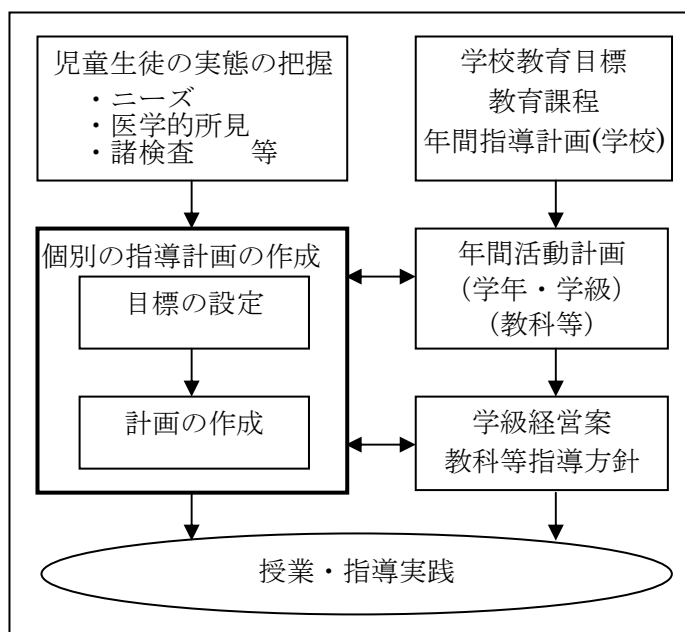 児童生徒の実態の把握
・ニーズ
・医学的所見
・諸検査　　等
学校教育目標
教育課程
年間指導計画(学校)
個別の指導計画の作成
目標の設定
計画の作成
年間活動計画
（学年・学級）
（教科等）
学級経営案
教科等指導方針
授業・指導実践